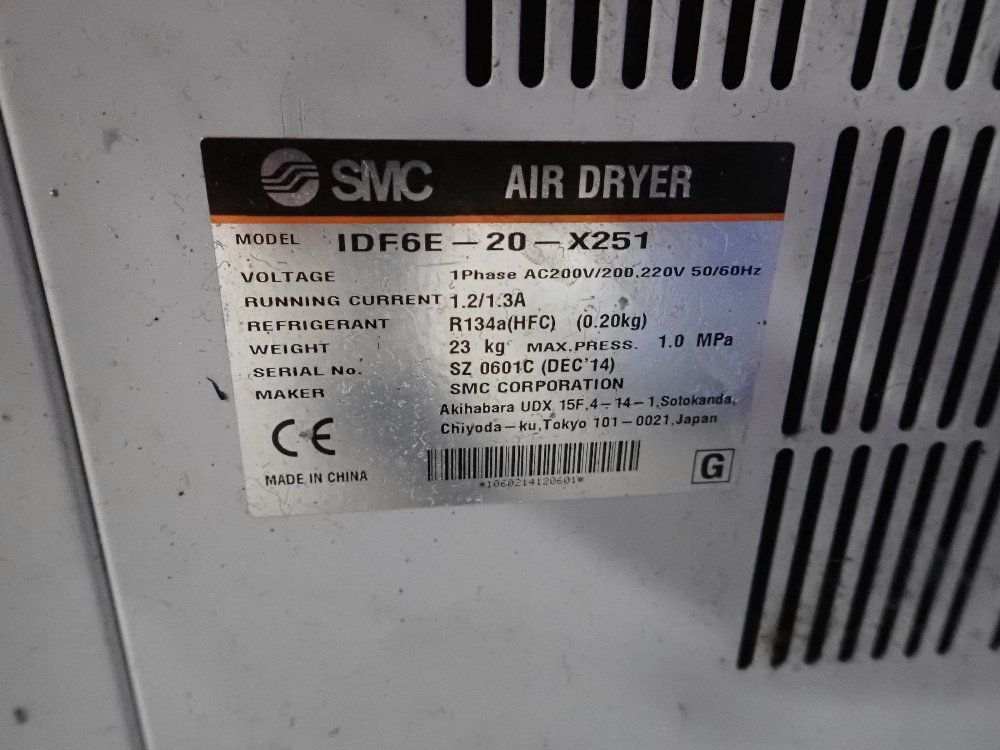 SMC AIR DRYER
MODEL IDF6E-20-X251
VOLTAGE 1Phase AC200V/200,220V 50/60Hz
RUNNING CURRENT 1.2/1.3A
REFRIGERANT R134a(HFC) (0.20kg)
WEIGHT 23 kg MAX.PRESS. 1.0 MPa
SERIAL No. SZ 0601C (DEC'14)
MAKER SMC CORPORATION
Akihabara UDX 15F,4-14-1,Sotokanda,
Chiyoda-ku,Tokyo 101-0021,Japan
CE
MADE IN CHINA
*1060214120601*
G